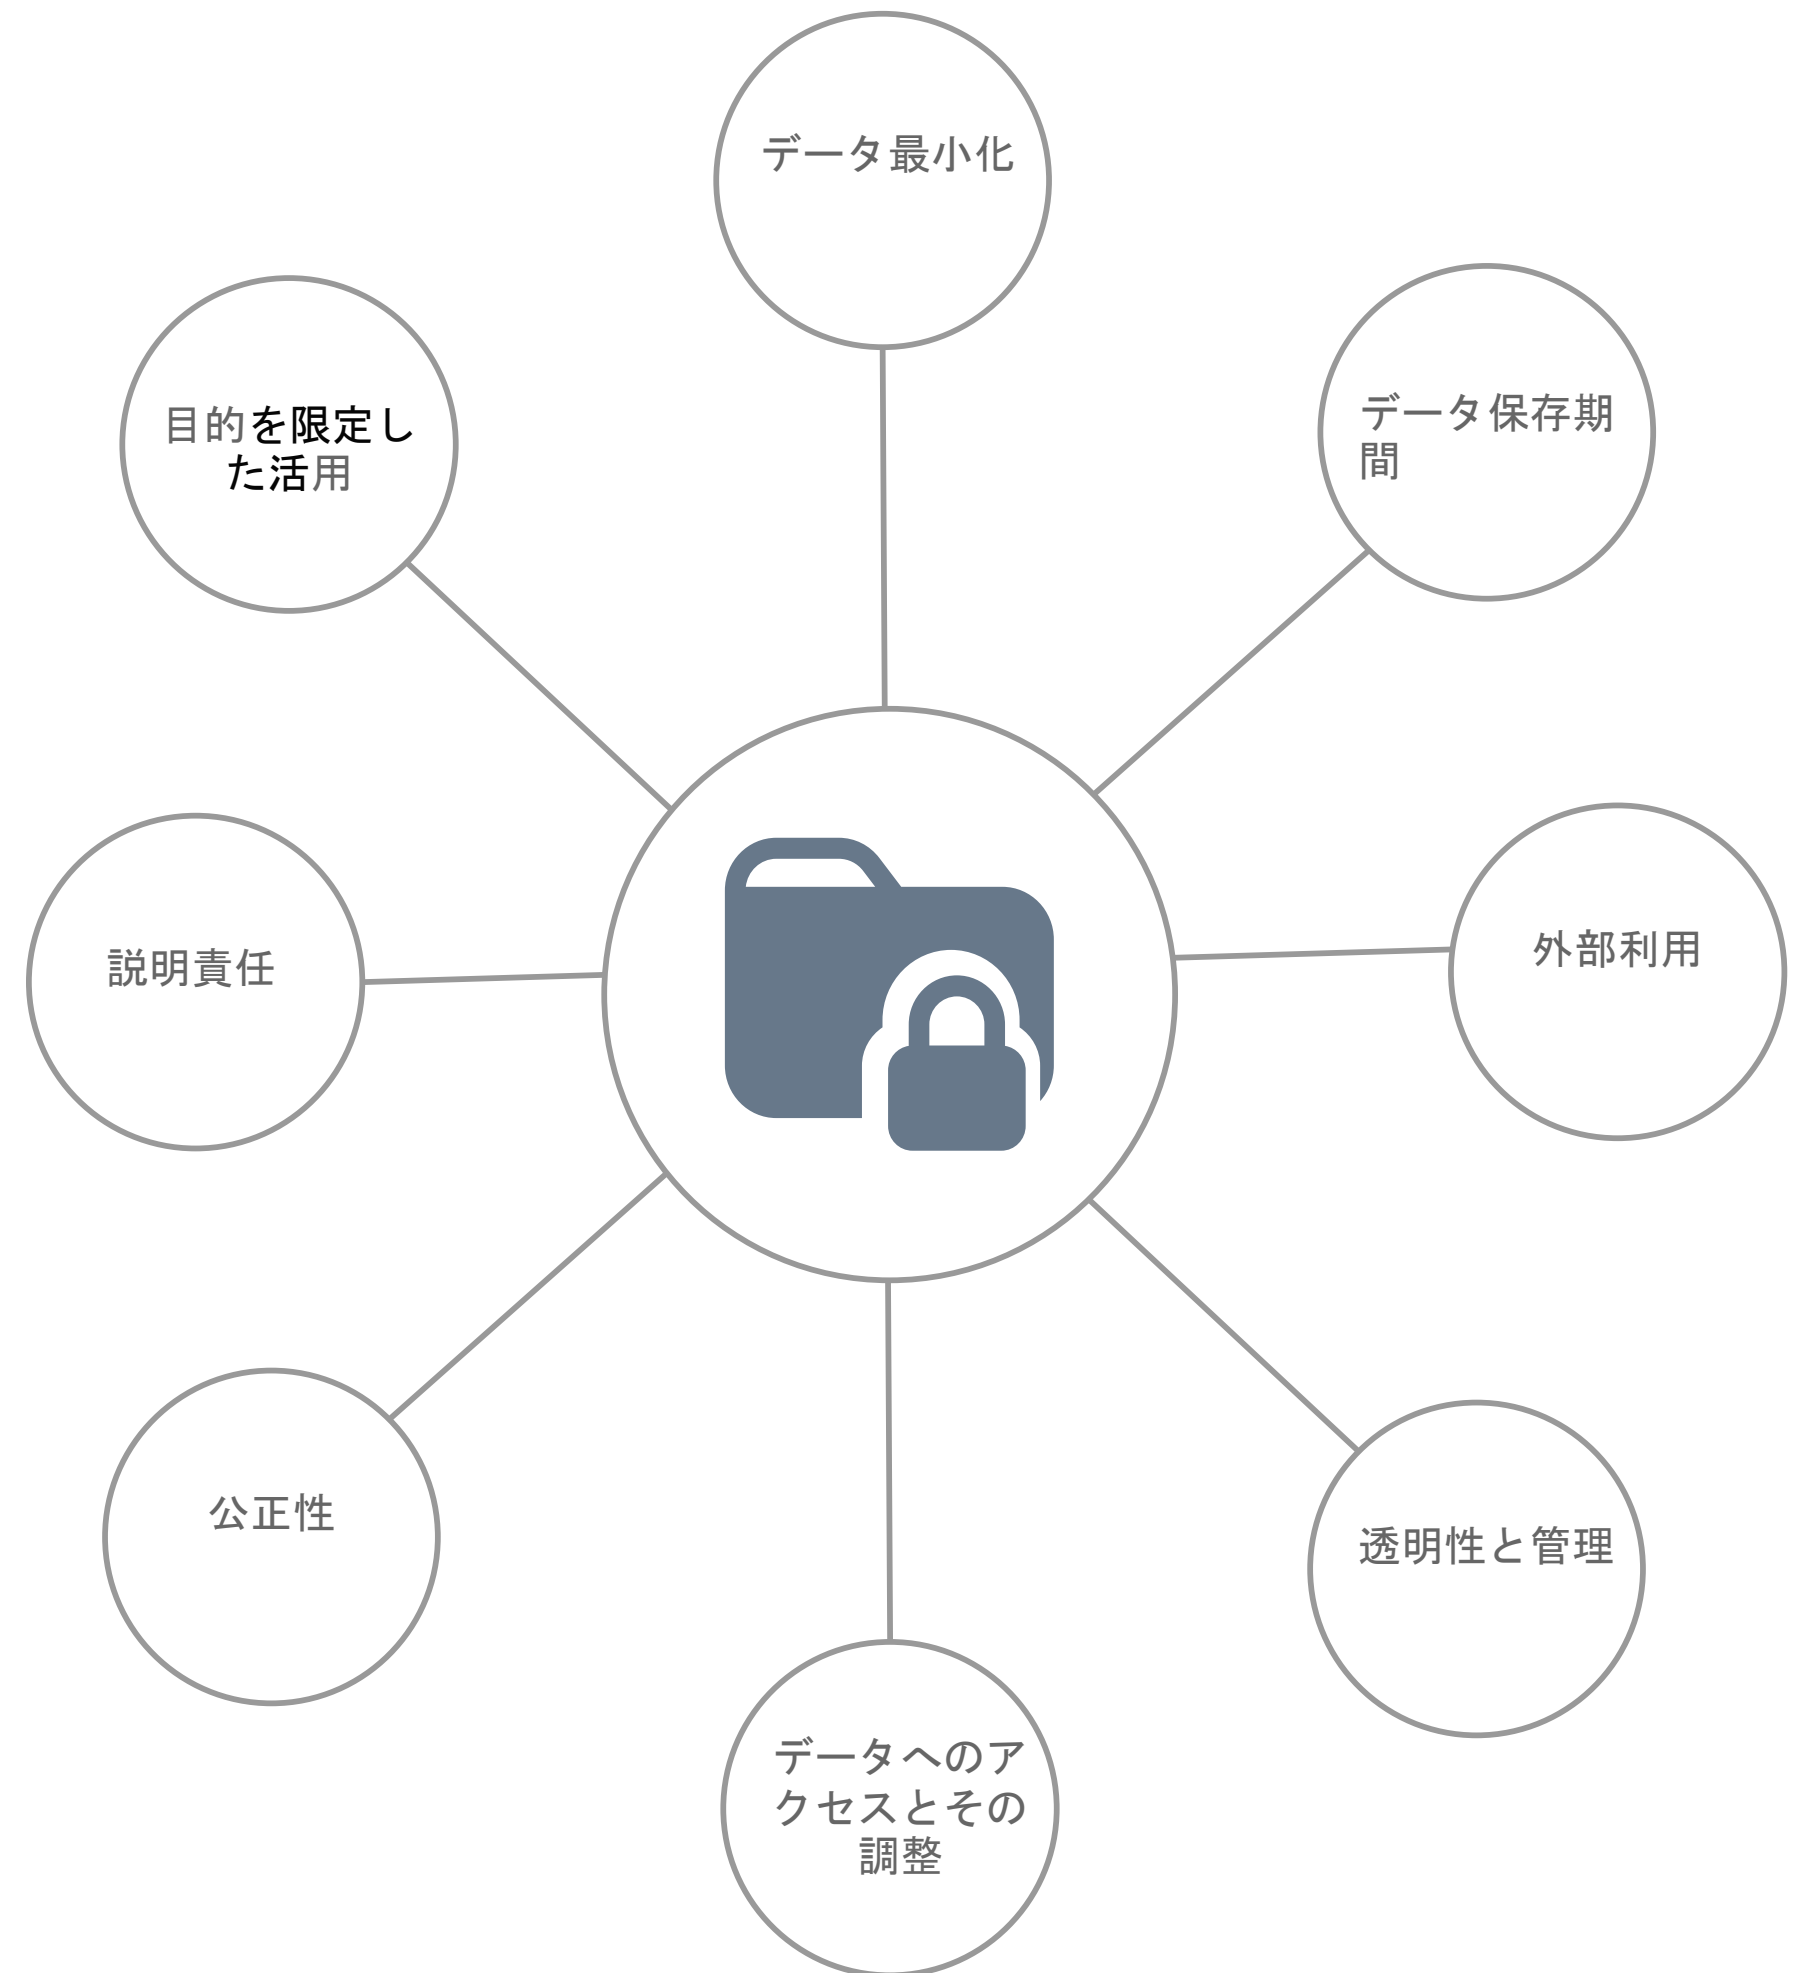 データ最小化
目的を限定し
た活用
データ保存期
間
説明責任
外部利用
公正性
透明性と管理
データへのア
クセスとその
調整